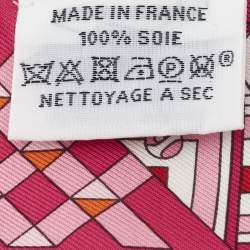 MADE IN FRANCE
100% SOIE
®
NETTOYAGE A SEC